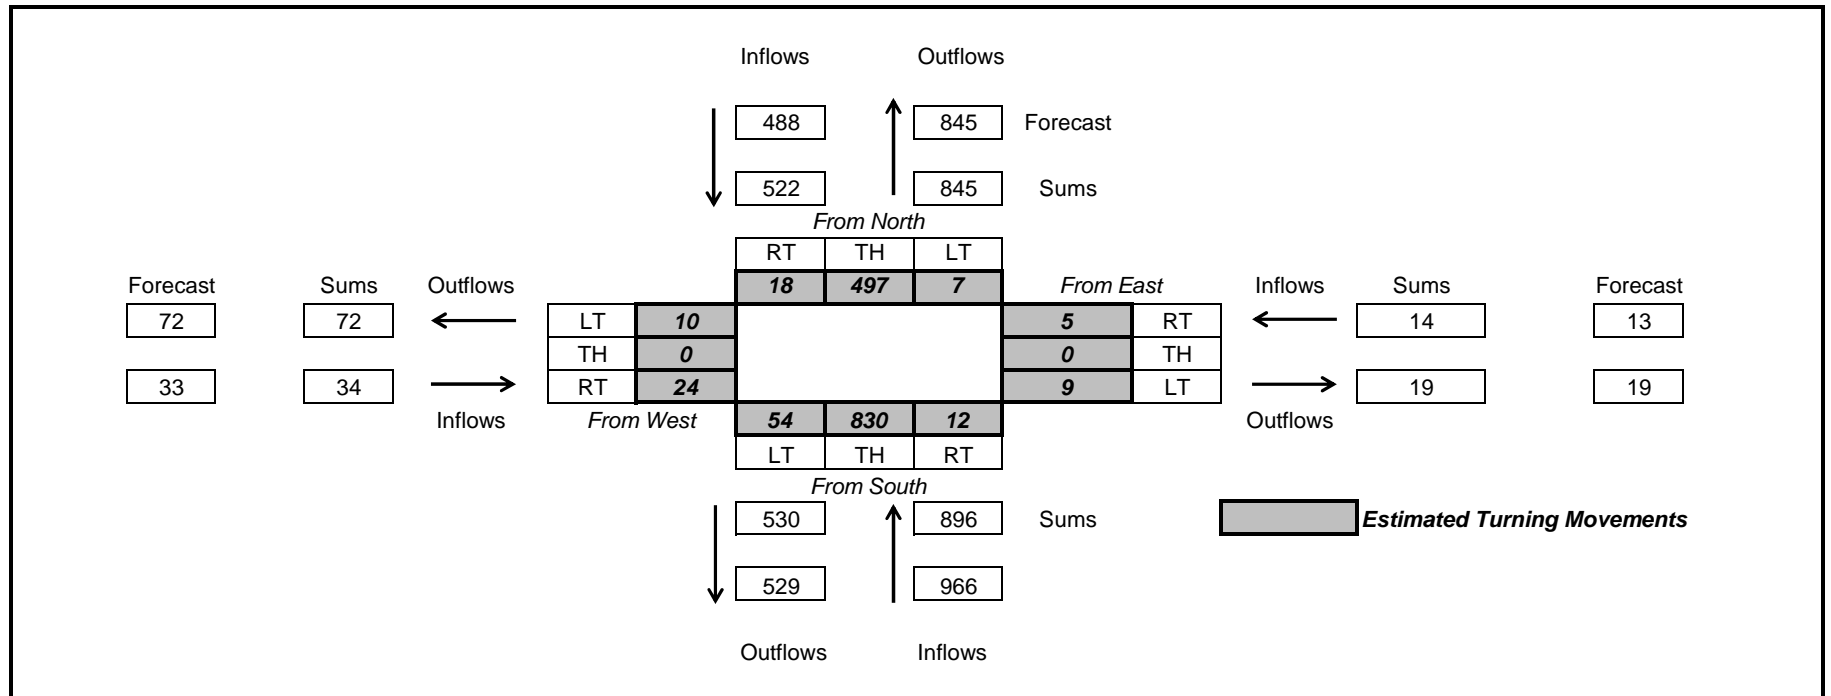 Inflows Outflows
488 845 Forecast
522 845 Sums
From North
RT TH LT
Forecast Sums Outflows 18 497 7 From East Inflows Sums Forecast
72 72 LT 10 5 RT 14 13
TH 0 0 TH
33 34 RT 24 9 LT 19 19
Inflows From West 54 830 12 Outflows
LT TH RT
From South
530 896 Sums Estimated Turning Movements
529 966
Outflows Inflows